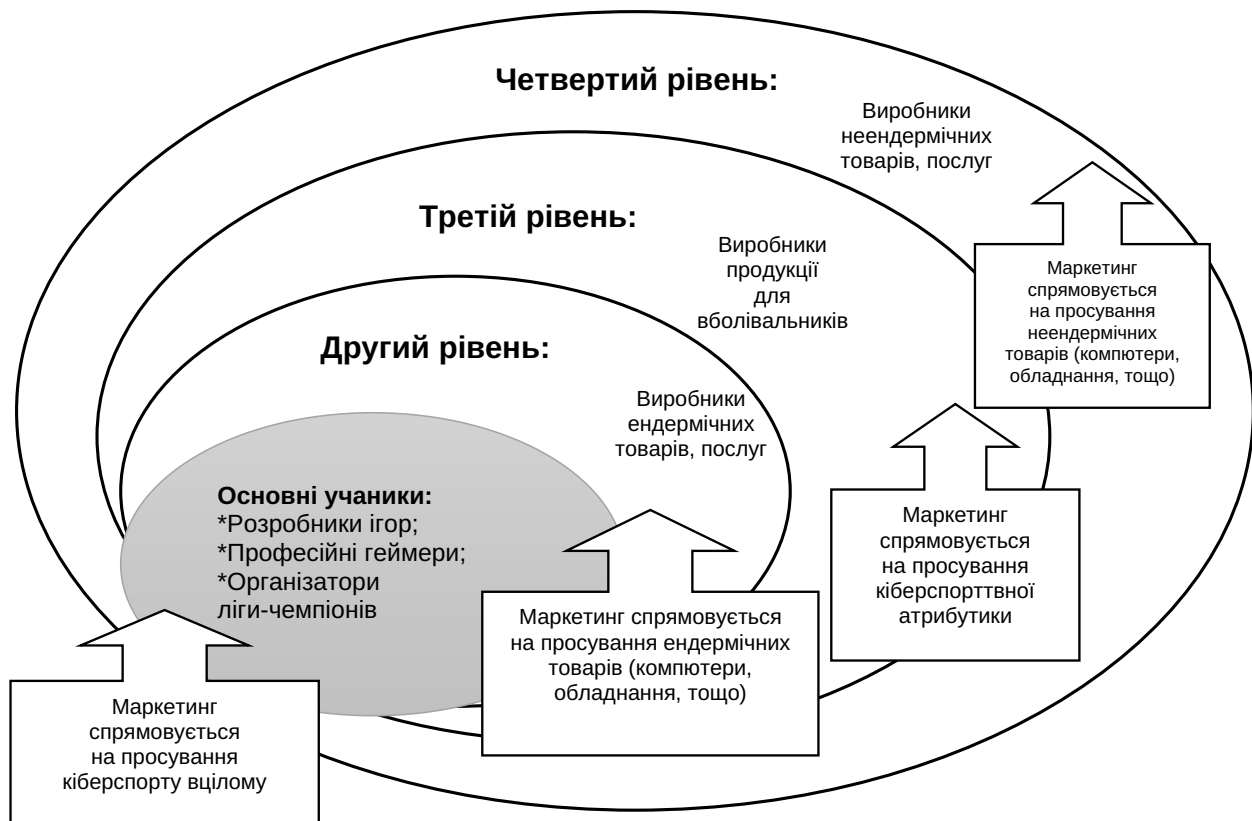 Четвертий рівень:
Виробники
неендермічних
товарів, послуг
Третій рівень:
Виробники
продукції
для
вболівальників
Маркетинг
спрямовується
на просування
неендермічних
товарів (компютери,
обладнання, тощо)
Другий рівень:
Виробники
ендермічних
товарів, послуг
Основні учаники:
*Розробники ігор;
*Професійні геймери;
*Організатори
ліги-чемпіонів
Маркетинг
спрямовується
на просування
кіберспорттвної
атрибутики
Маркетинг спрямовується
на просування ендермічних
товарів (компютери,
обладнання, тощо)
Маркетинг
спрямовується
на просування
кіберспорту вцілому